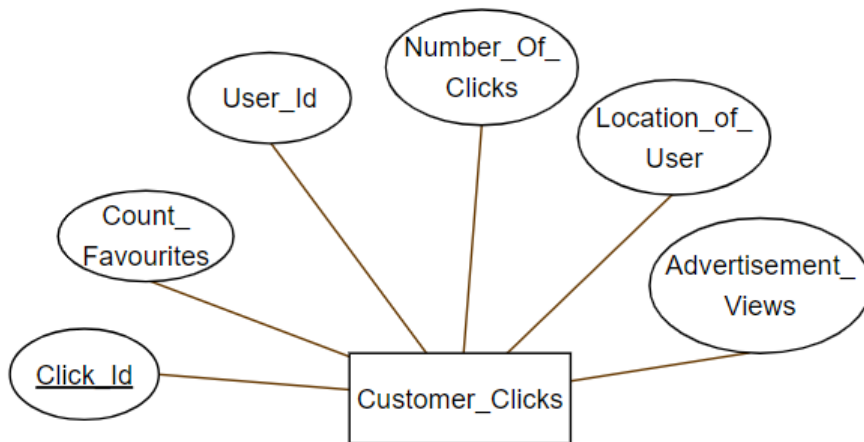 Number_Of_
Clicks
User_Id
Location_of_
User
Count_
Favourites
Advertisement_
Views
Click_Id
Customer_Clicks